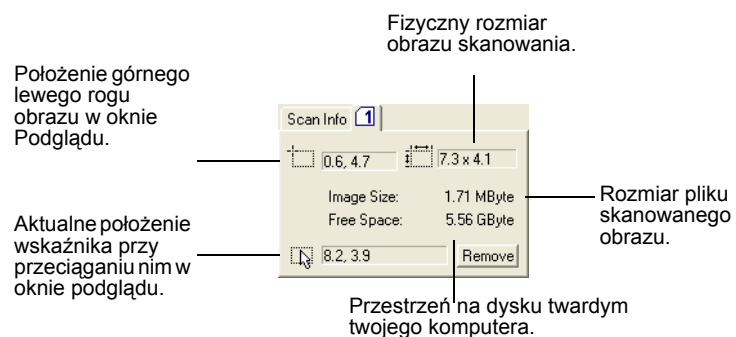 Fizyczny rozmiar
obrazu skanowania.
Położenie górnego
lewego rogu
obrazu w oknie
Podglądu.
Scan Info 1
0.6, 4.7
7.3 x 4.1
Image Size: 1.71 MByte
Free Space: 5.56 GByte
Rozmiar pliku
skanowanego
obrazu.
Aktualne położenie
wskaźnika przy
przeciąganiu nim w
oknie podglądu.
8.2, 3.9
Remove
Przestrzeń na dysku twardym
twojego komputera.